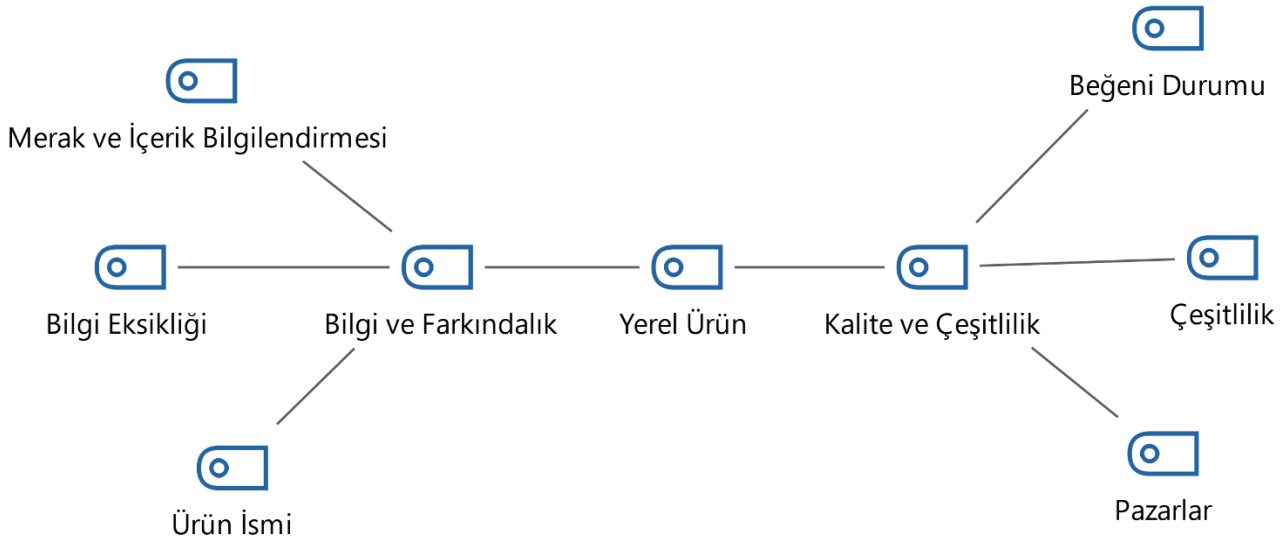 Beğeni Durumu
Merak ve İçerik Bilgilendirmesi
Bilgi Eksikliği
Bilgi ve Farkındalık
Yerel Ürün
Kalite ve Çeşitlilik
Çeşitlilik
Ürün İsmi
Pazarlar